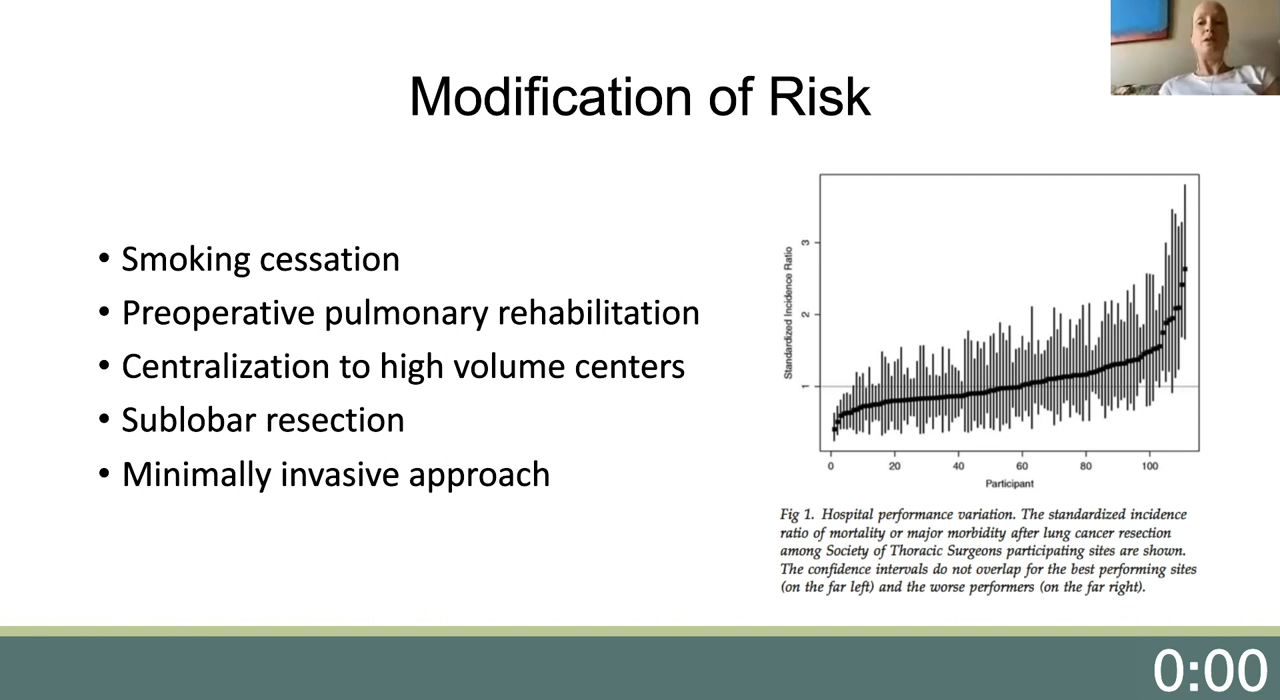 Modification of Risk
• Smoking cessation
• Preoperative pulmonary rehabilitation
• Centralization to high volume centers
• Sublobar resection
• Minimally invasive approach
Standardized Incidence Ratio
3
2
1
0 20 40 60 80 100
Participant
Fig 1. Hospital performance variation. The standardized incidence
ratio of mortality or major morbidity after lung cancer resection
among Society of Thoracic Surgeons participating sites are shown.
The confidence intervals do not overlap for the best performing sites
(on the far left) and the worse performers (on the far right).
0:00